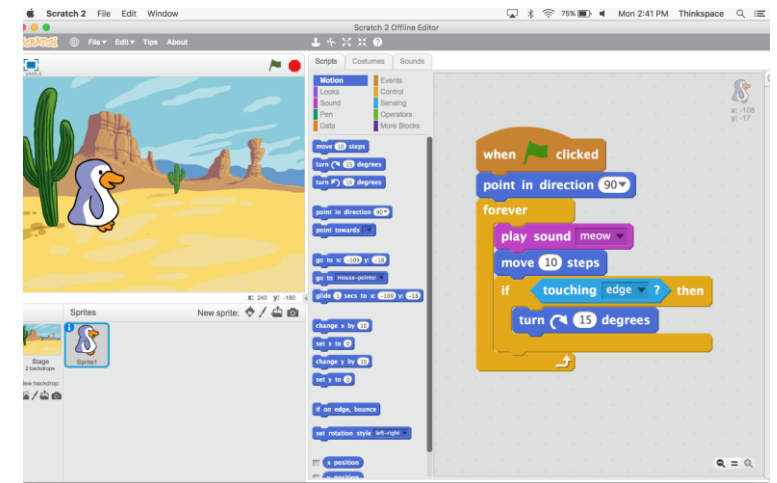 Scratch 2 File Edit Window 75% Mon 2:41 PM Thinkspace
Scratch 2 Offline Editor
SCRATCH File Edit Tips About
Scripts Costumes Sounds
Motion Events
Looks Control
Sound Sensing
Pen Operators
Data More Blocks
move 10 steps
turn 15 degrees
turn 15 degrees
point in direction 90
point towards
go to x: -109 y: -18
go to mouse-pointer
glide 1 secs to x: -109 y: -18
change x by 10
set x to 0
change y by 10
set y to 0
if on edge, bounce
set rotation style left-right
x position
x: -108
y: -17
when clicked
point in direction 90
forever
play sound meow
move 10 steps
if touching edge ? then
turn 15 degrees
x: 240 y: -180
Sprites New sprite:
Stage
2 backdrops
Sprite1
New backdrop: